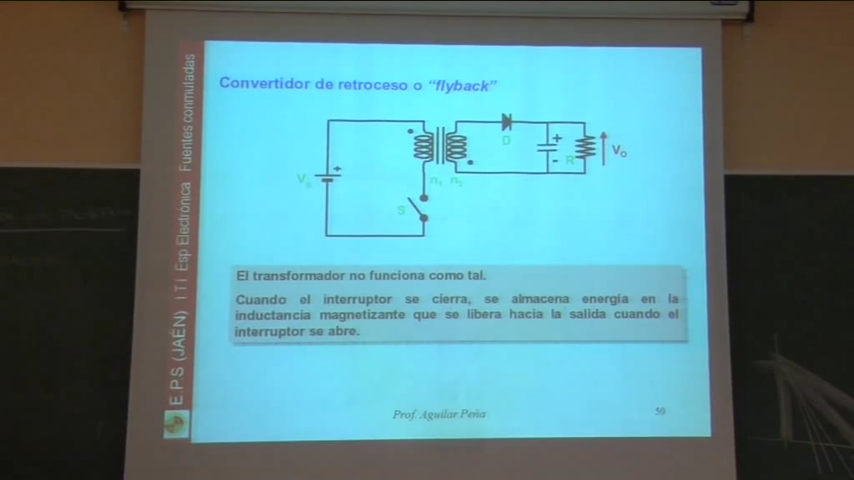 Convertidor de retroceso o "flyback"
D
+
+
-
R
Vo
n1 n2
S
El transformador no funciona como tal.
Cuando el interruptor se cierra, se almacena energía en la
inductancia magnetizante que se libera hacia la salida cuando el
interruptor se abre.
Prof. Aguilar Peña
50
E P S (JAÉN) I T I Esp Electrónica Fuentes conmutadas